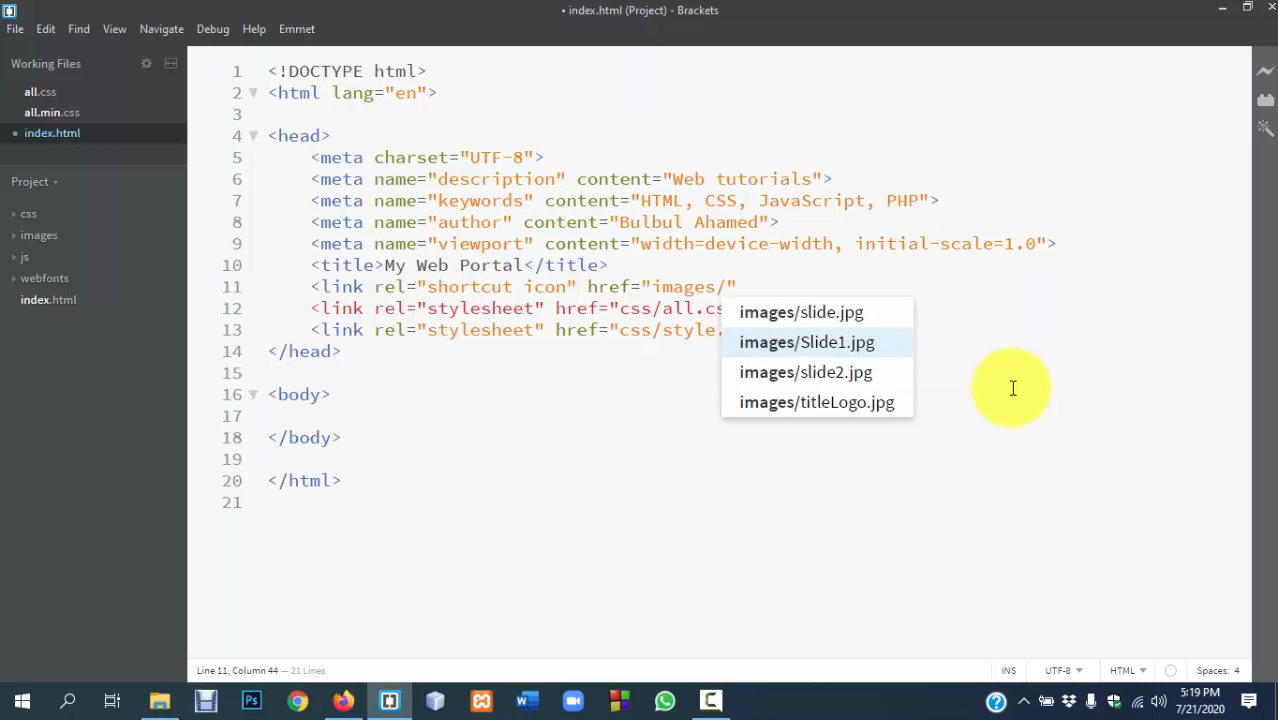 • index.html (Project) - Brackets
File Edit Find View Navigate Debug Help Emmet
Working Files
all.css
all.min.css
index.html
Project
css
images
js
webfonts
index.html
1 <!DOCTYPE html>
2 <html lang="en">
3
4 <head>
5 <meta charset="UTF-8">
6 <meta name="description" content="Web tutorials">
7 <meta name="keywords" content="HTML, CSS, JavaScript, PHP">
8 <meta name="author" content="Bulbul Ahamed">
9 <meta name="viewport" content="width=device-width, initial-scale=1.0">
10 <title>My Web Portal</title>
11 <link rel="shortcut icon" href="images/"
12 <link rel="stylesheet" href="css/all.cs
13 <link rel="stylesheet" href="css/style.
14 </head>
15
16 <body>
17
18 </body>
19
20 </html>
21
images/slide.jpg
images/Slide1.jpg
images/slide2.jpg
images/titleLogo.jpg
Line 11, Column 44 — 21 Lines
INS UTF-8 HTML Spaces: 4
5:19 PM
7/21/2020